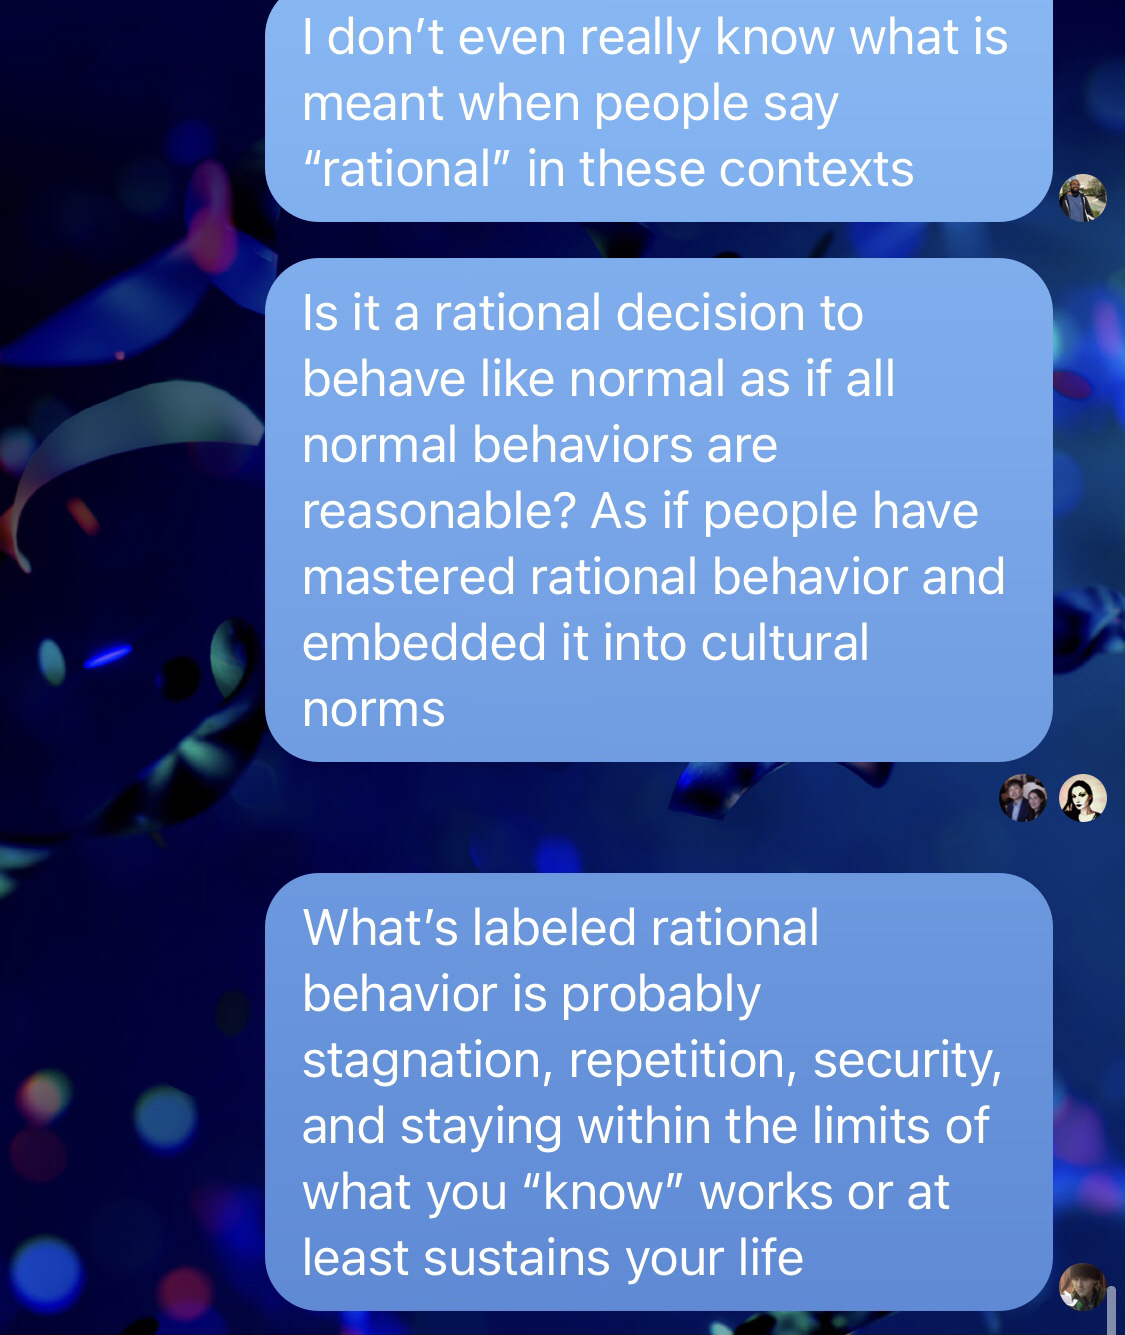 I don’t even really know what is
meant when people say
“rational” in these contexts
Is it a rational decision to
behave like normal as if all
normal behaviors are
reasonable? As if people have
mastered rational behavior and
embedded it into cultural
norms
What’s labeled rational
behavior is probably
stagnation, repetition, security,
and staying within the limits of
what you “know” works or at
least sustains your life